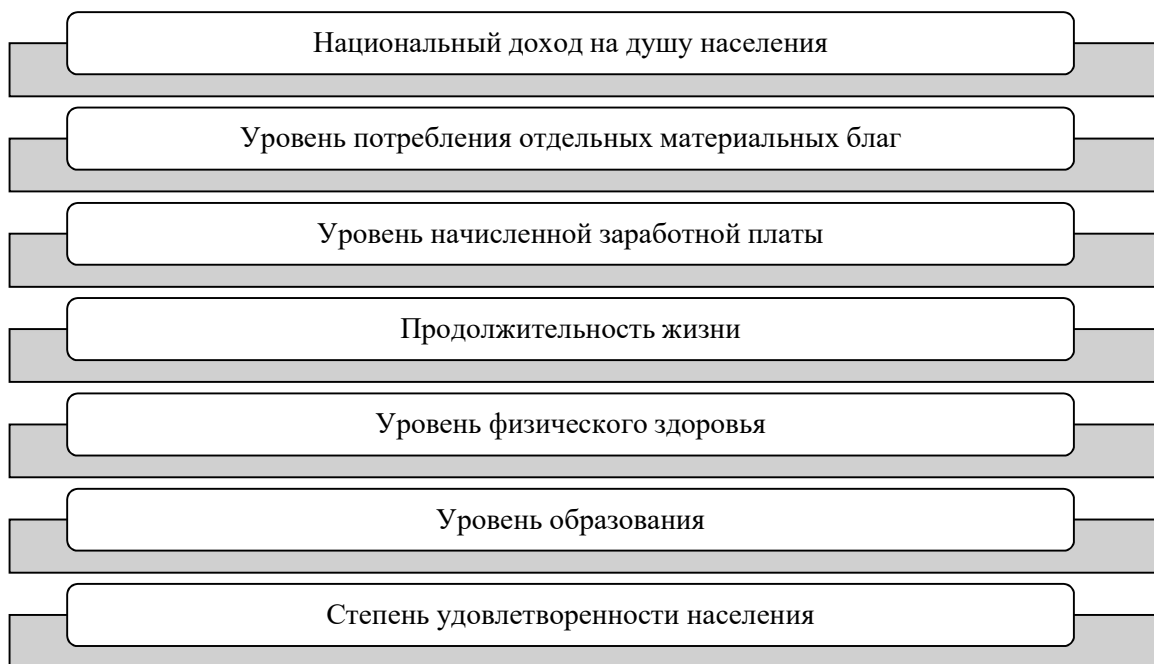 Национальный доход на душу населения
Уровень потребления отдельных материальных благ
Уровень начисленной заработной платы
Продолжительность жизни
Уровень физического здоровья
Уровень образования
Степень удовлетворенности населения